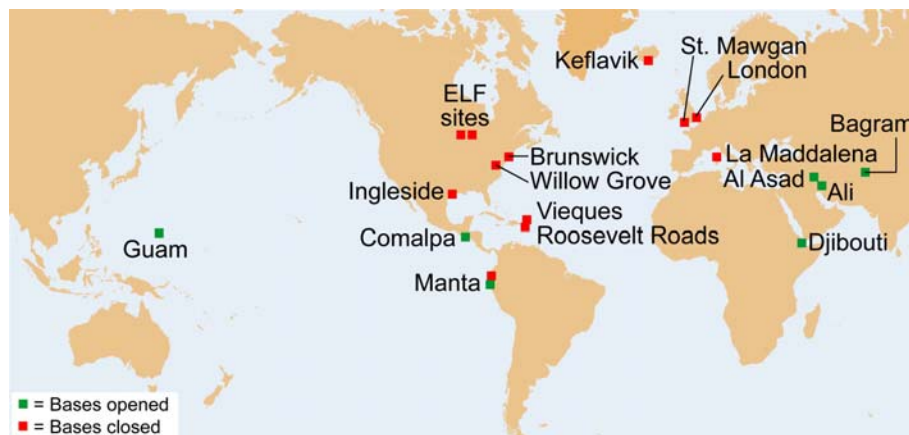 Keflavik
St. Mawgan
London
ELF
sites
Bagram
Brunswick
Willow Grove
La Maddalena
Al Asad
Ali
Ingleside
Vieques
Roosevelt Roads
Guam
Comalpa
Djibouti
Manta
= Bases opened
= Bases closed